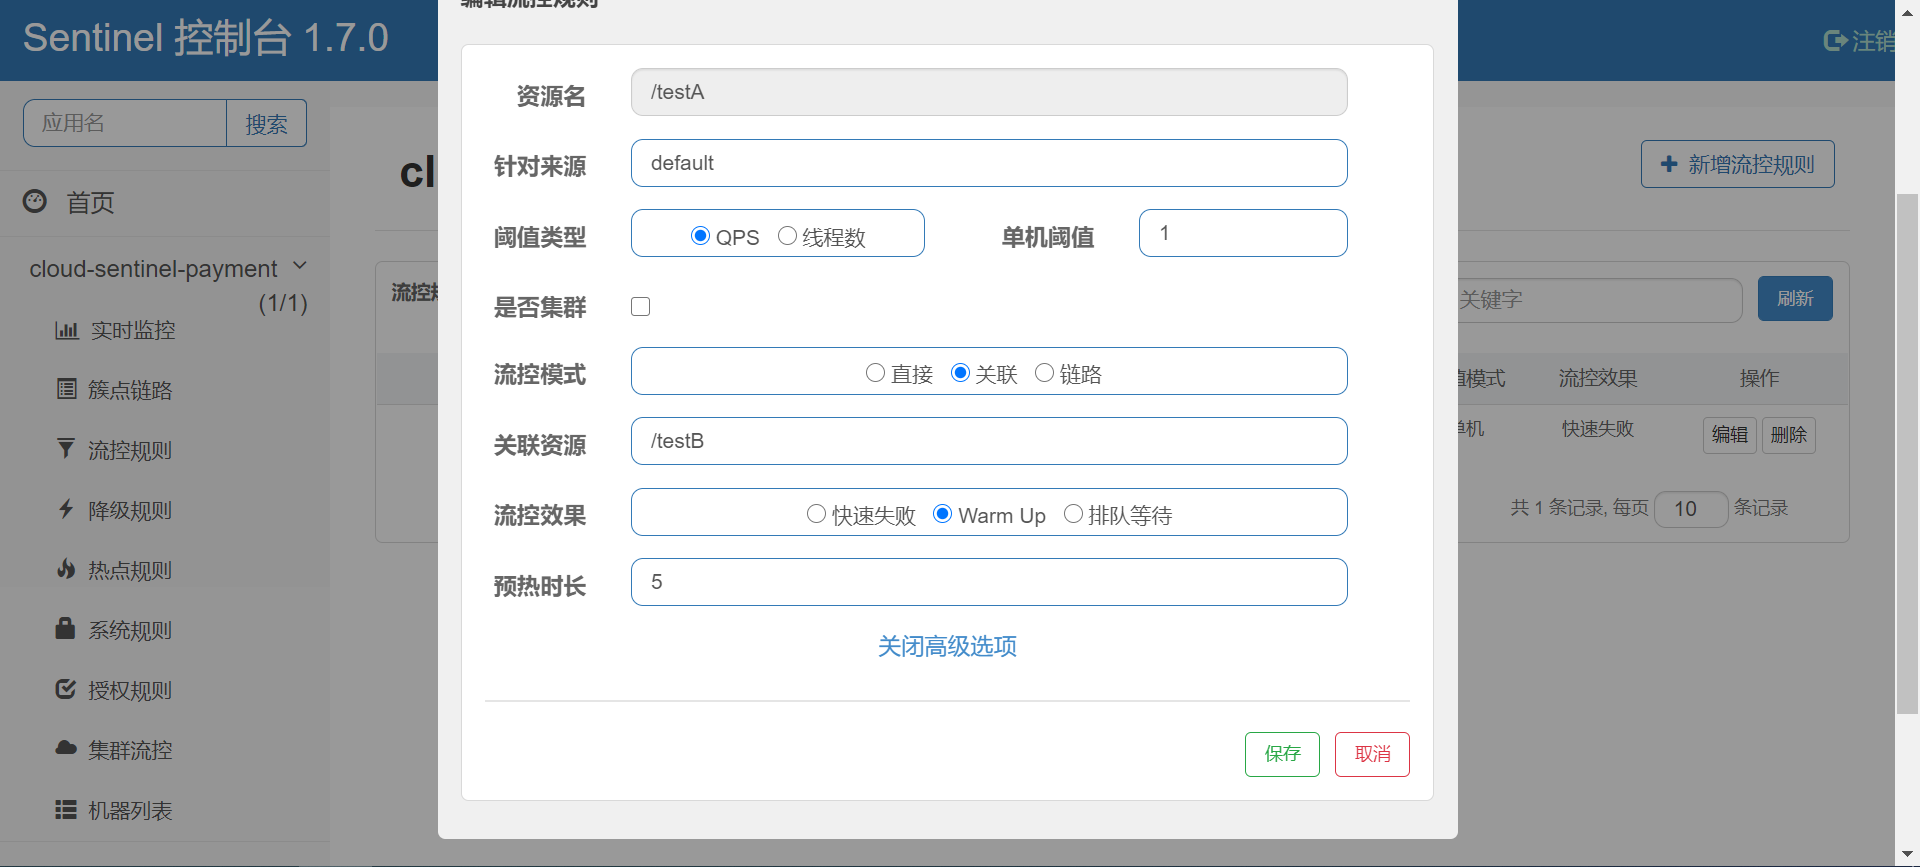 Sentinel 控制台 1.7.0
注销
应用名
搜索
首页
cloud-sentinel-payment
(1/1)
实时监控
簇点链路
流控规则
降级规则
热点规则
系统规则
授权规则
集群流控
机器列表
cl
编辑流控规则
资源名
/testA
针对来源
default
阈值类型
QPS 线程数
单机阈值
1
是否集群
流控模式
直接 关联 链路
关联资源
/testB
流控效果
快速失败 Warm Up 排队等待
预热时长
5
关闭高级选项
保存
取消
新增流控规则
流控
关键字
刷新
值模式 流控效果 操作
单机 快速失败 编辑 删除
共 1 条记录, 每页 10 条记录